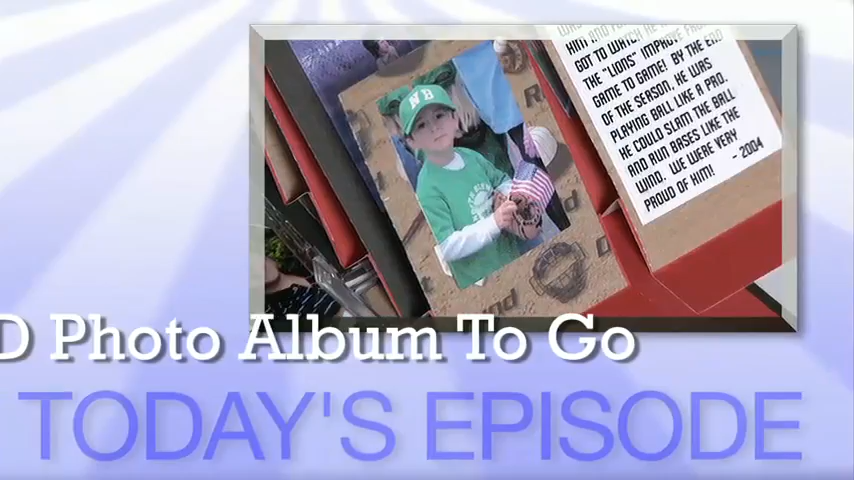 HIM AND
GOT TO WATCH HE
THE "LIONS" IMPROVE FROM
GAME TO GAME! BY THE END
OF THE SEASON, HE WAS
PLAYING BALL LIKE A PRO.
HE COULD SLAM THE BALL
AND RUN BASES LIKE THE
WIND. WE WERE VERY
PROUD OF HIM! - 2004
NB
D Photo Album To Go
TODAY'S EPISODE